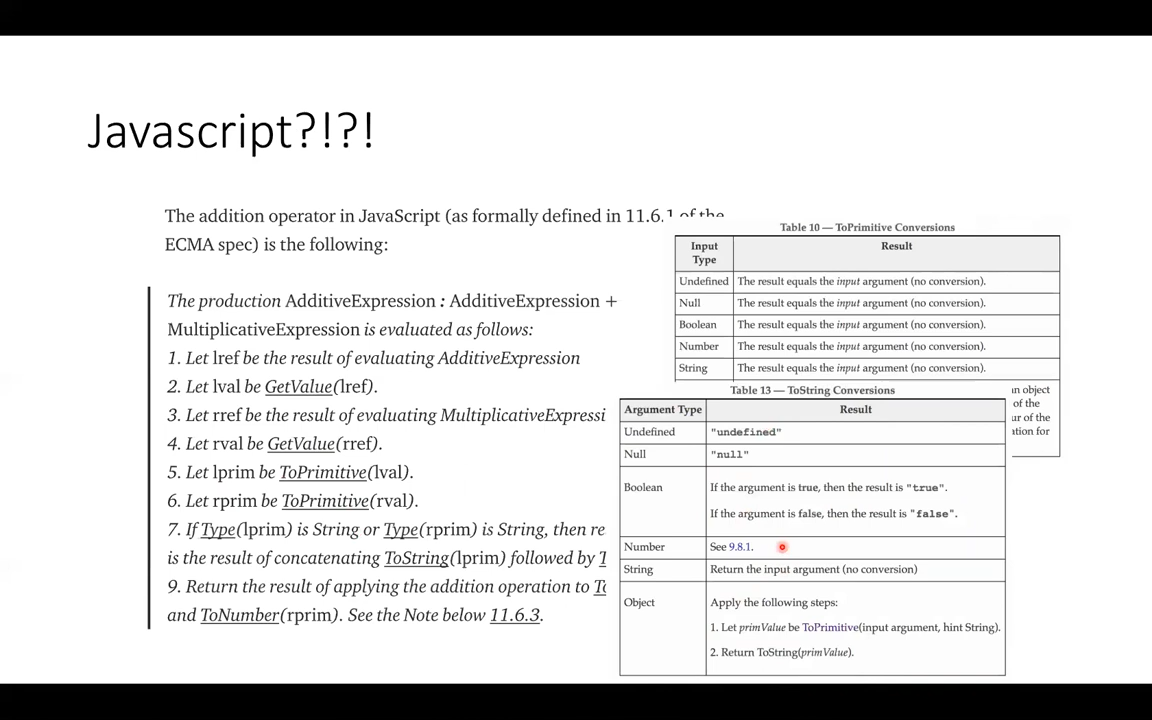 Javascript?!?!
The addition operator in JavaScript (as formally defined in 11.6.1 of the
ECMA spec) is the following:
The production AdditiveExpression : AdditiveExpression +
MultiplicativeExpression is evaluated as follows:
1. Let lref be the result of evaluating AdditiveExpression
2. Let lval be GetValue(lref).
3. Let rref be the result of evaluating MultiplicativeExpressi
4. Let rval be GetValue(rref).
5. Let lprim be ToPrimitive(lval).
6. Let rprim be ToPrimitive(rval).
7. If Type(lprim) is String or Type(rprim) is String, then re
is the result of concatenating ToString(lprim) followed by T
9. Return the result of applying the addition operation to To
and ToNumber(rprim). See the Note below 11.6.3.
Table 10 — ToPrimitive Conversions
Input Type Result
Undefined The result equals the input argument (no conversion).
Null The result equals the input argument (no conversion).
Boolean The result equals the input argument (no conversion).
Number The result equals the input argument (no conversion).
String The result equals the input argument (no conversion).
an object
of the
ur of the
ation for
Table 13 — ToString Conversions
Argument Type Result
Undefined "undefined"
Null "null"
Boolean If the argument is true, then the result is "true".
If the argument is false, then the result is "false".
Number See 9.8.1.
String Return the input argument (no conversion)
Object Apply the following steps:
1. Let primValue be ToPrimitive(input argument, hint String).
2. Return ToString(primValue).